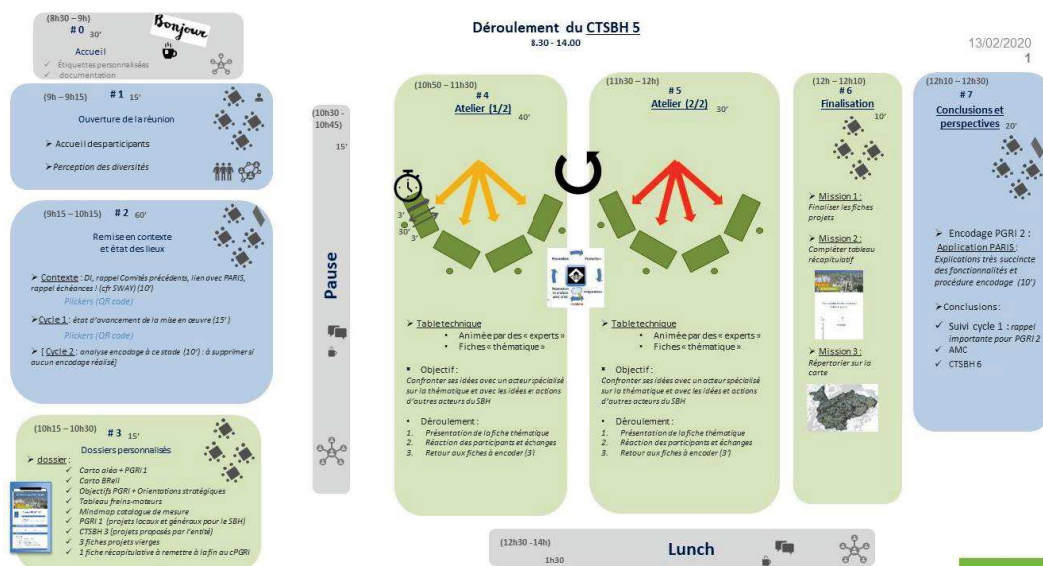 Déroulement du CTSBH 5
8.30 - 14.00
13/02/2020
1
(8h30 – 9h)
# 0 30'
Bonjour
Accueil
✓ Étiquettes personnalisées
✓ documentation
(9h – 9h15) # 1 15'
Ouverture de la réunion
➤ Accueil des participants
➤ Perception des diversités
(9h15 – 10h15) # 2 60'
Remise en contexte
et état des lieux
➤ Contexte : DI, rappel Comités précédents, lien avec PARIS,
rappel échéances ! (cfr SWAY) (10')
Plickers (QR code)
➤ Cycle 1 : état d'avancement de la mise en œuvre (15')
Plickers (QR code)
➤ [ Cycle 2 : analyse encodage à ce stade (10') : à supprimer si
aucun encodage réalisé]
(10h15 – 10h30) # 3 15'
Dossiers personnalisés
➤ dossier :
✓ Carto aléa + PGRI 1
✓ Carto BRelI
✓ Objectifs PGRI + Orientations stratégiques
✓ Tableau freins-moteurs
✓ Mindmap catalogue de mesure
✓ PGRI 1 (projets locaux et généraux pour le SBH)
✓ CTSBH 3 (projets proposés par l'entité)
✓ 3 fiches projets vierges
✓ 1 fiche récapitulative à remettre à la fin au cPGRI
(10h30 -
10h45)
15'
Pause
(10h50 – 11h30)
# 4
Atelier (1/2)
40'
3'
30'
3'
➤ Table technique
• Animée par des « experts »
• Fiches « thématique »
▪ Objectif :
Confronter ses idées avec un acteur spécialisé
sur la thématique et avec les idées e: actions
d'autres acteurs du SBH
• Déroulement :
1. Présentation de la fiche thématique
2. Réaction des participants et échanges
3. Retour aux fiches à encoder (3')
(11h30 – 12h)
# 5
Atelier (2/2)
30'
➤ Table technique
• Animée par des « experts »
• Fiches « thématique »
▪ Objectif :
Confronter ses idées avec un acteur spécialisé
sur la thématique et avec les idées e: actions
d'autres acteurs du SBH
• Déroulement :
1. Présentation de la fiche thématique
2. Réaction des participants et échanges
3. Retour aux fiches à encoder (3')
(12h – 12h10)
# 6
Finalisation
10'
➤ Mission 1 :
Finaliser les fiches
projets
➤ Mission 2 :
Compléter tableau
récapitulatif
➤ Mission 3 :
Répertorier sur la
carte
(12h10 – 12h30)
# 7
Conclusions et
perspectives 20'
➤ Encodage PGRI 2 :
Application PARIS :
Explications très succincte
des fonctionnalités et
procédure encodage (10')
➤ Conclusions :
✓ Suivi cycle 1 : rappel
importante pour PGRI 2
✓ AMC
✓ CTSBH 6
(12h30 -14h)
1h30
Lunch